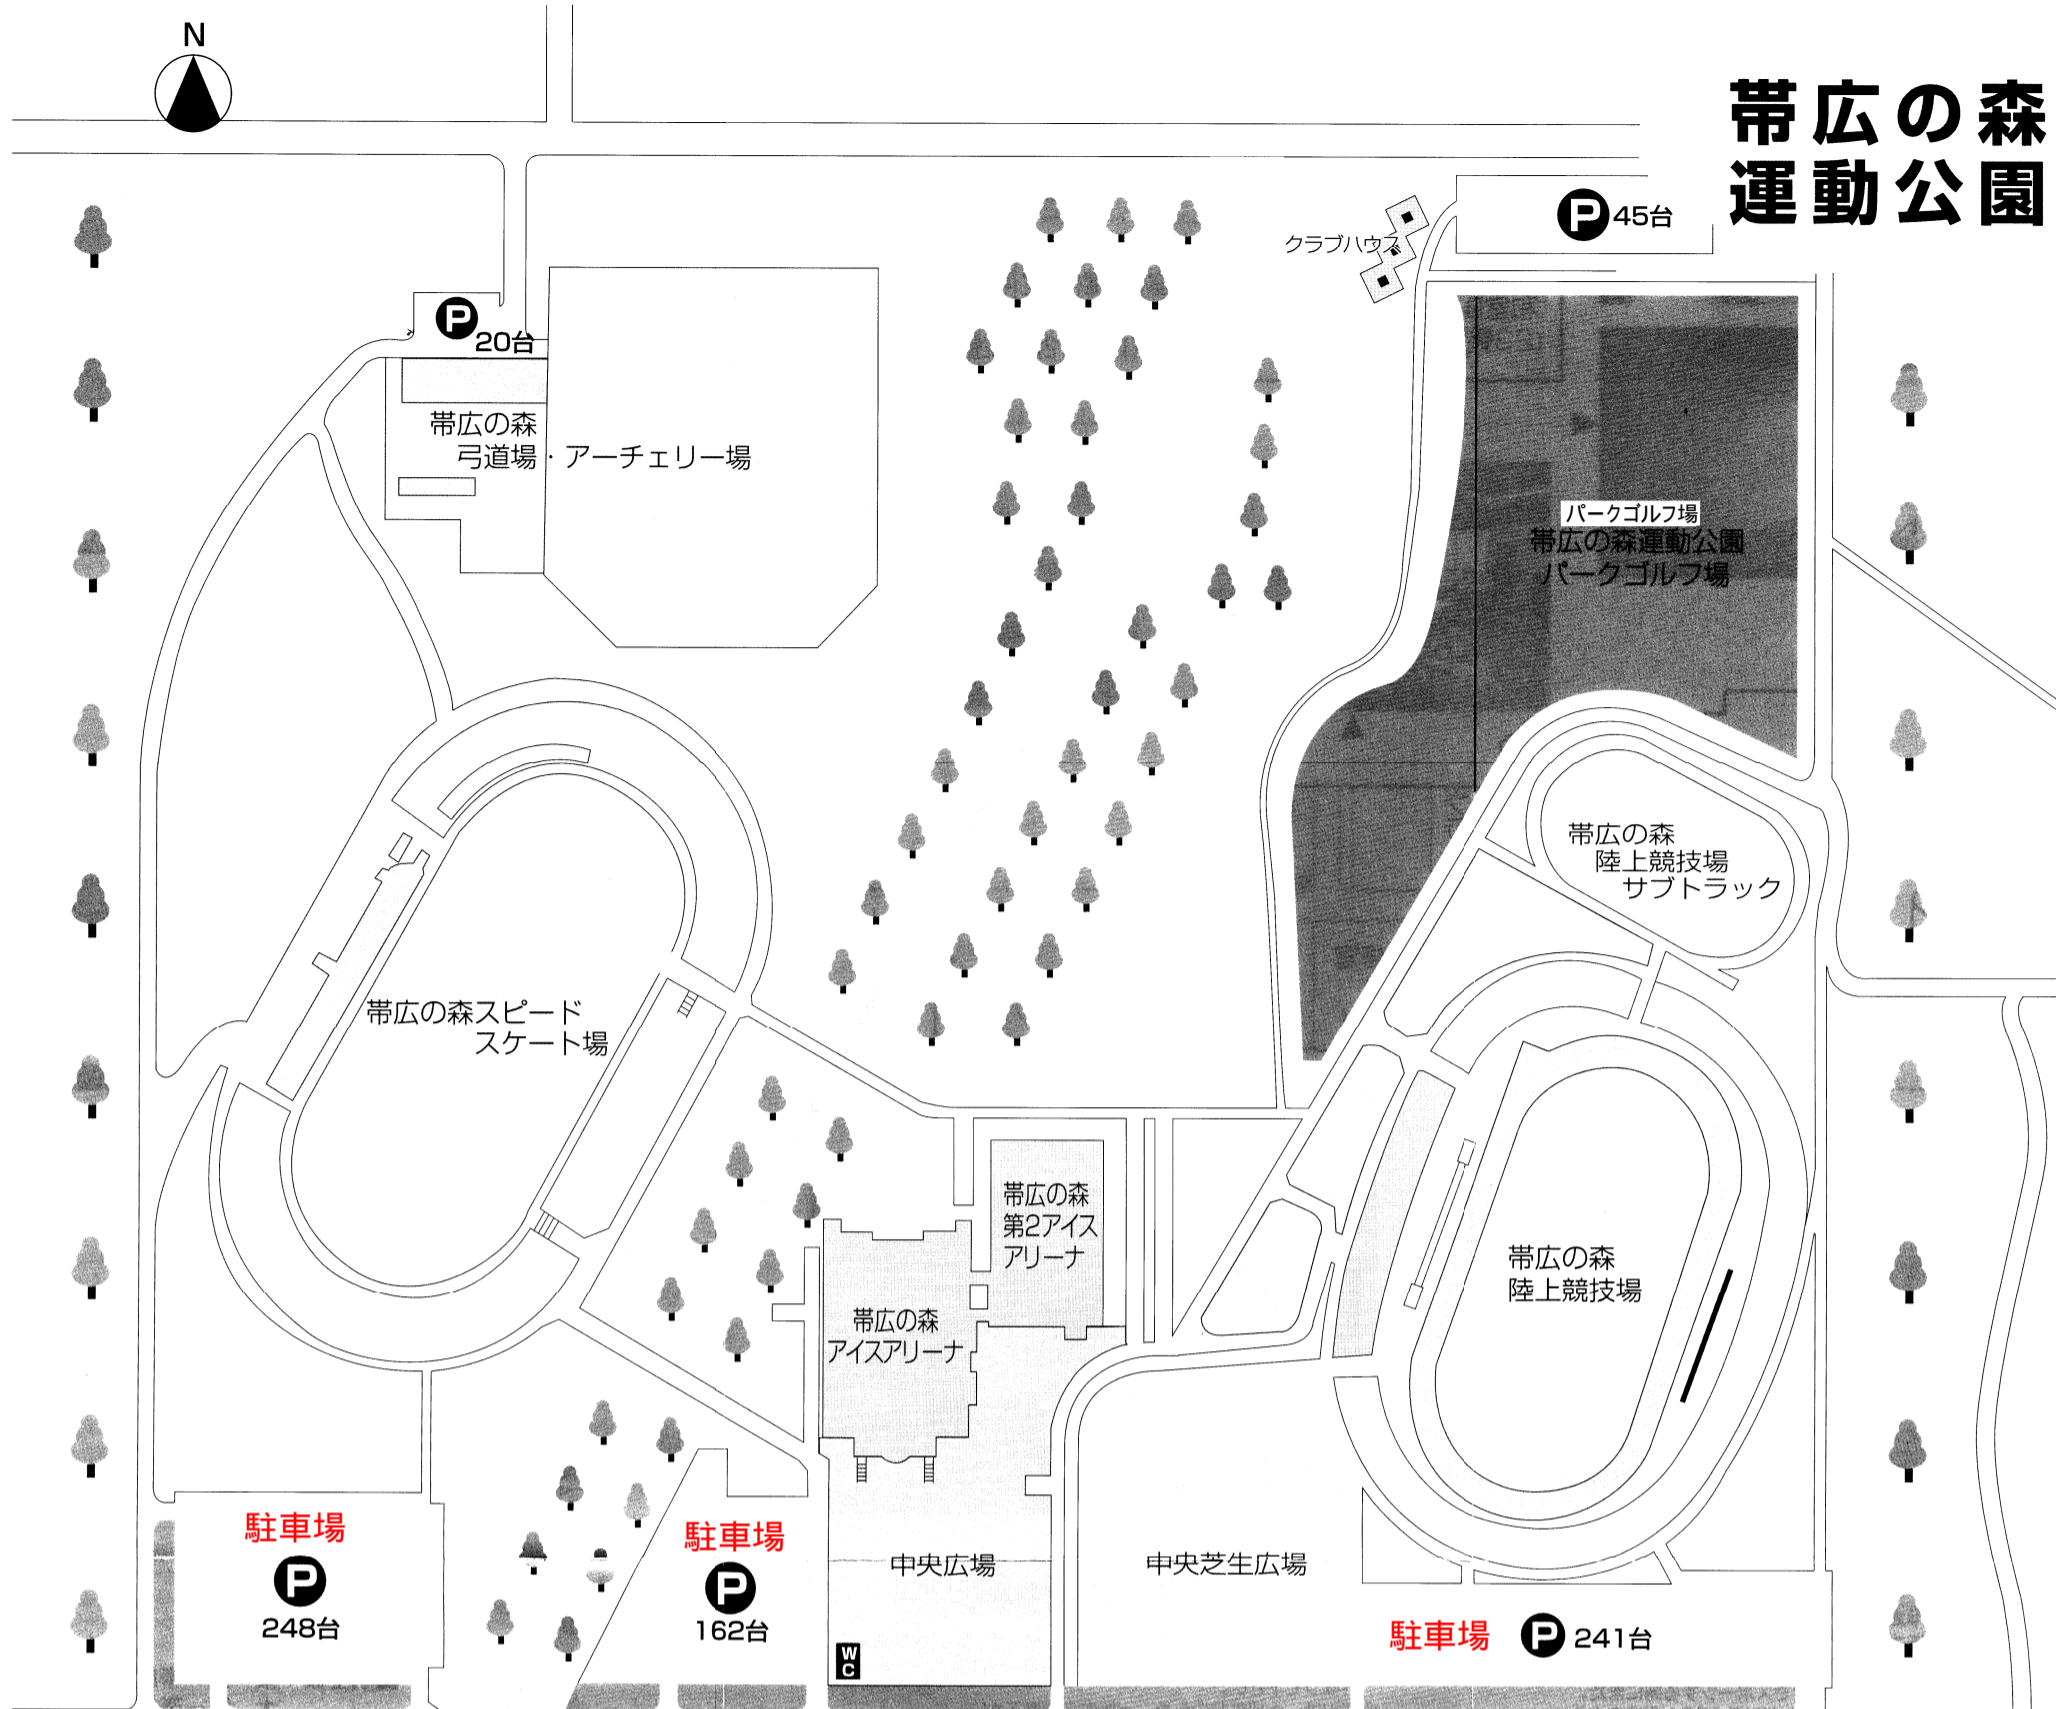 N
帯広の森
運動公園
P 45台
クラブハウス
P
20台
帯広の森
弓道場・アーチェリー場
パークゴルフ場
帯広の森運動公園
パークゴルフ場
帯広の森
陸上競技場
サブトラック
帯広の森スピード
スケート場
帯広の森
第2アイス
アリーナ
帯広の森
アイスアリーナ
帯広の森
陸上競技場
駐車場
P
248台
駐車場
P
162台
中央広場
WC
中央芝生広場
駐車場 P 241台